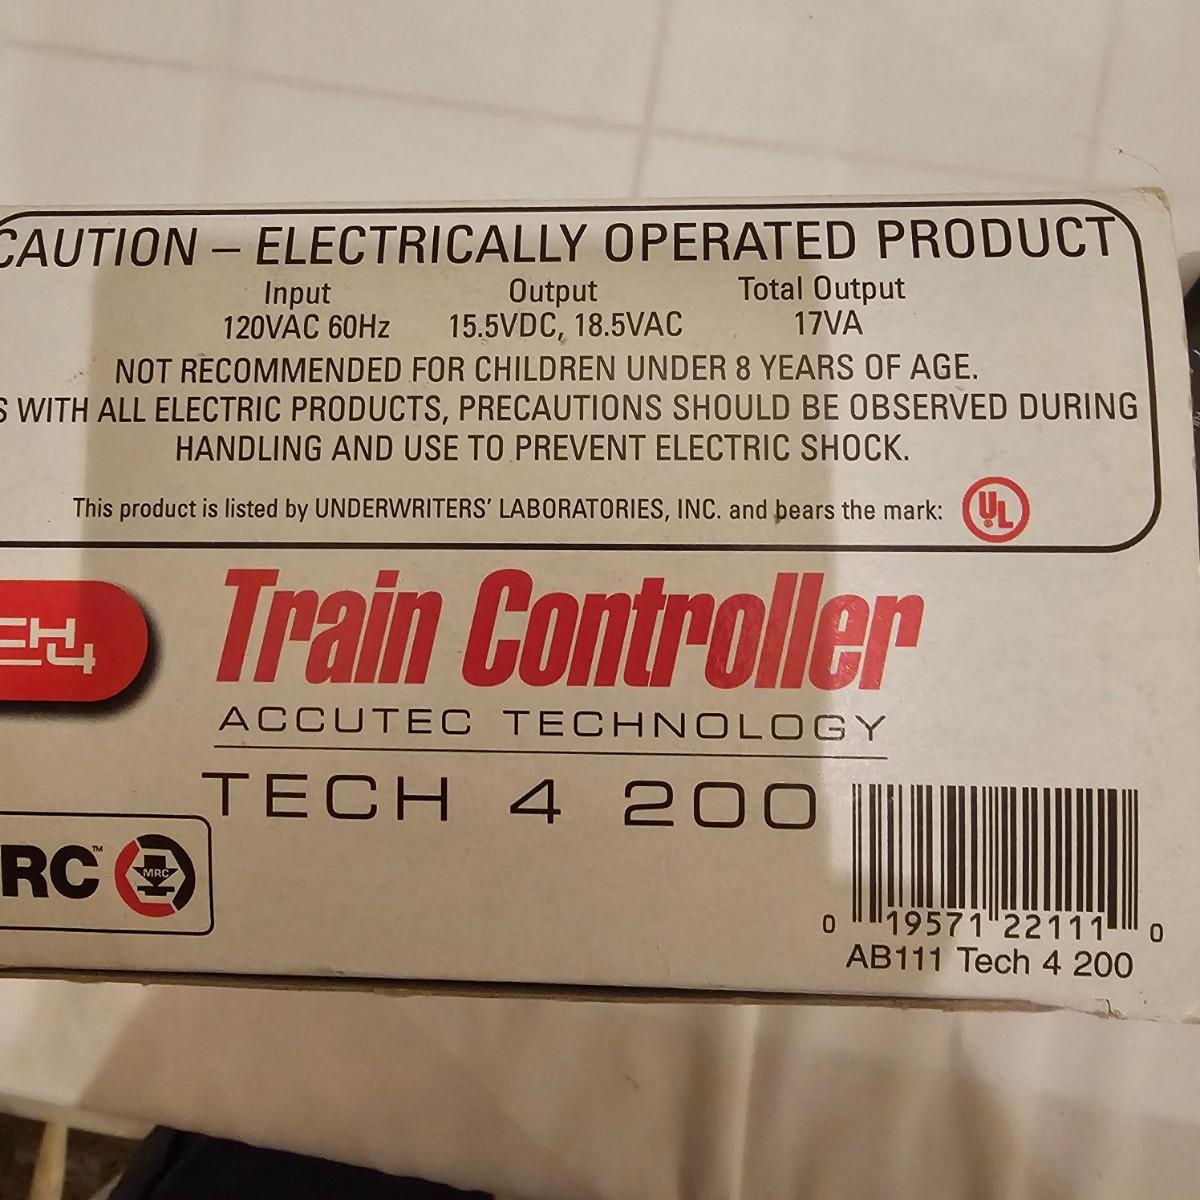 CAUTION – ELECTRICALLY OPERATED PRODUCT
Input Output Total Output
120VAC 60Hz 15.5VDC, 18.5VAC 17VA
NOT RECOMMENDED FOR CHILDREN UNDER 8 YEARS OF AGE.
S WITH ALL ELECTRIC PRODUCTS, PRECAUTIONS SHOULD BE OBSERVED DURING
HANDLING AND USE TO PREVENT ELECTRIC SHOCK.
This product is listed by UNDERWRITERS' LABORATORIES, INC. and bears the mark: UL
CH4
Train Controller
ACCUTEC TECHNOLOGY
TECH 4 200
RC™ MRC
0 19571 22111 0
AB111 Tech 4 200